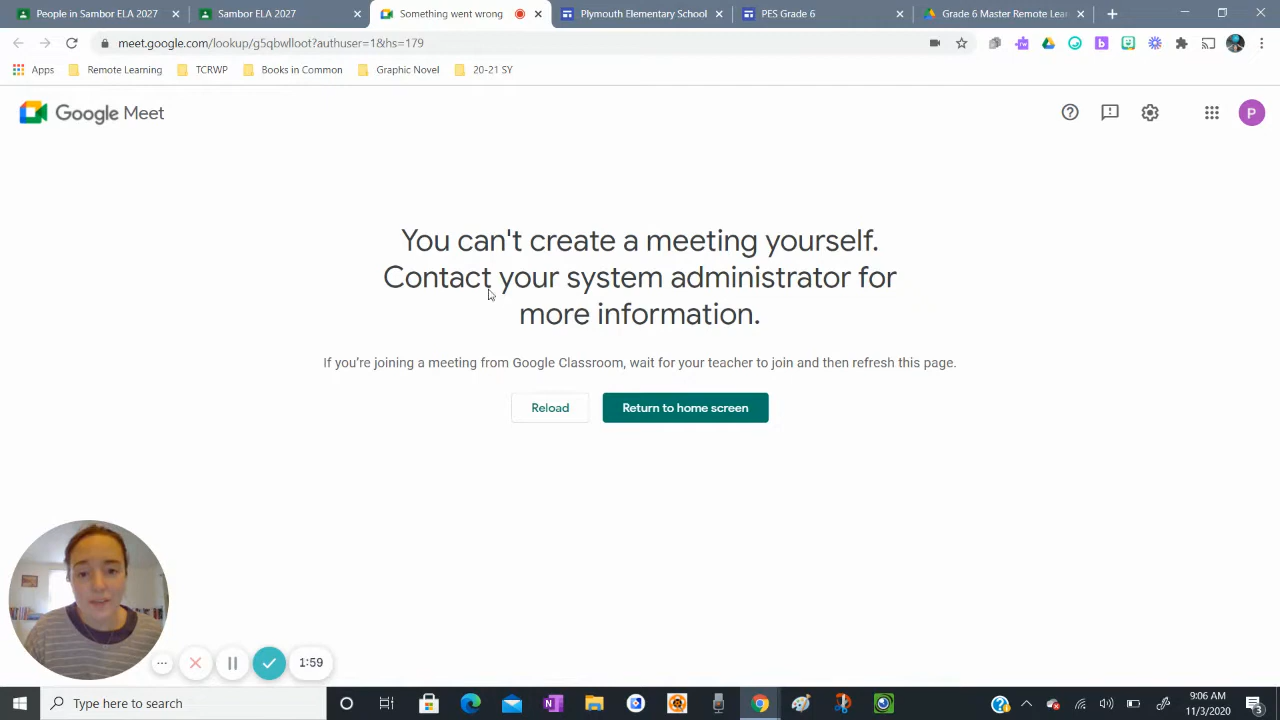 People in Sambor ELA 2027
Sambor ELA 2027
Something went wrong
Plymouth Elementary School
PES Grade 6
Grade 6 Master Remote Lea
meet.google.com/lookup/g5qbwlloot?authuser=1&hs=179
Apps
Remote Learning
TCRWP
Books in Common
Graphic Novel
20-21 SY
Google Meet
P
You can't create a meeting yourself.
Contact your system administrator for
more information.
If you're joining a meeting from Google Classroom, wait for your teacher to join and then refresh this page.
Reload
Return to home screen
1:59
Type here to search
9:06 AM
11/3/2020
3